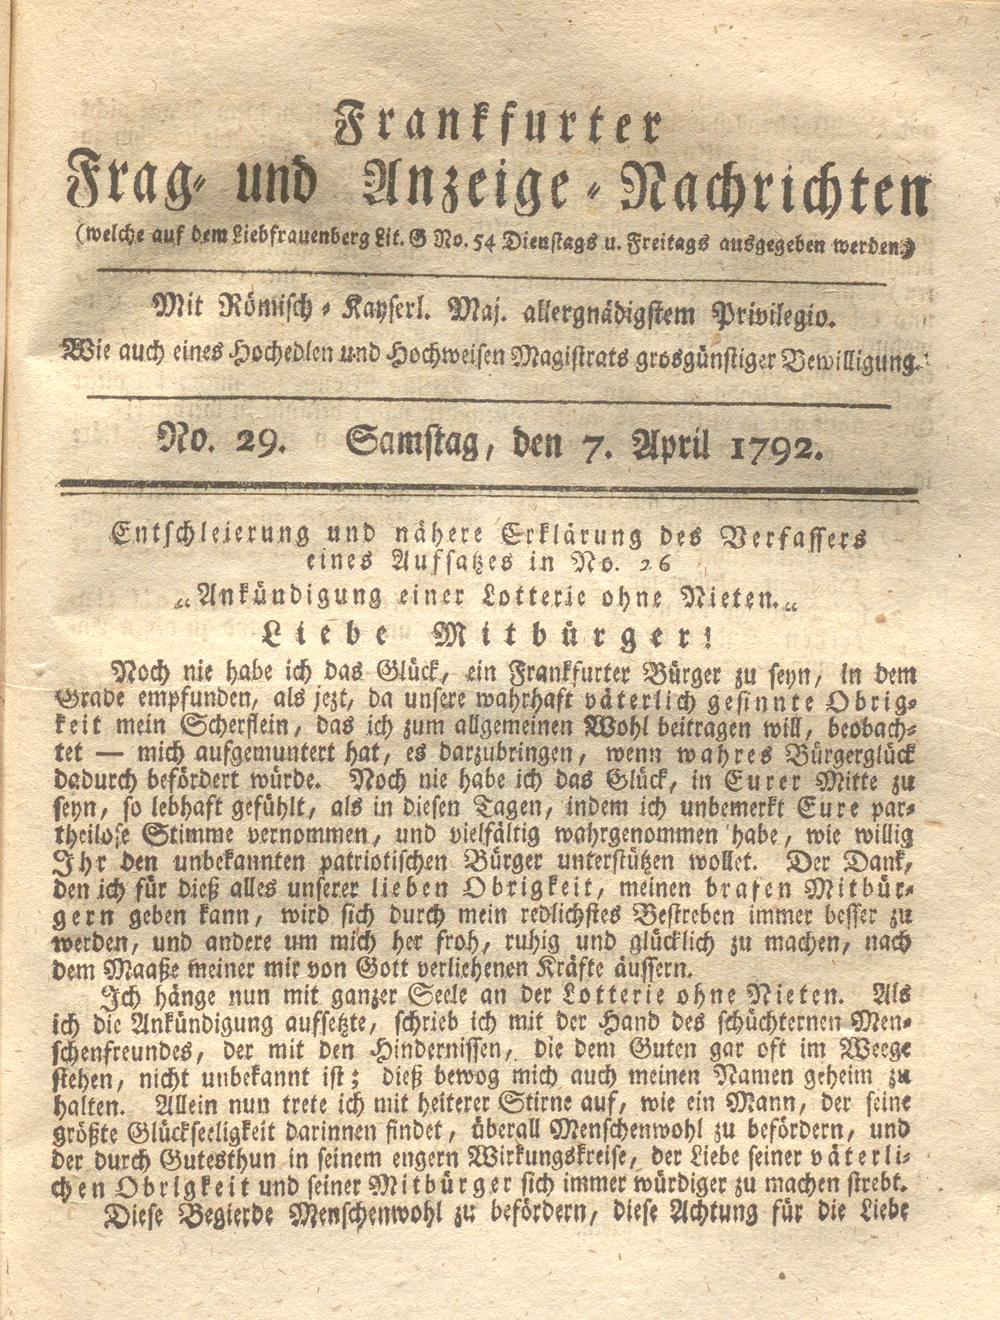 Frankfurter
Frag- und Anzeige-Nachrichten
(welche auf dem Liebfrauenberg Lit. G No. 54 Dienstags u. Freitags ausgegeben werden.)
Mit Römisch-Kayserl. Maj. allergnädigstem Privilegio.
Wie auch eines Hochedlen und Hochweisen Magistrats grosgünstiger Bewilligung.
No. 29. Samstag, den 7. April 1792.
Entschleierung und nähere Erklärung des Verfassers
eines Aufsatzes in No. 26
„Ankündigung einer Lotterie ohne Nieten.„
Liebe Mitbürger!
Noch nie habe ich das Glück, ein Frankfurter Bürger zu seyn, in dem
Grade empfunden, als jezt, da unsere wahrhaft väterlich gesinnte Obrig-
keit mein Scherflein, das ich zum allgemeinen Wohl beitragen will, beobach-
tet — mich aufgemuntert hat, es darzubringen, wenn wahres Bürgerglück
dadurch befördert würde. Noch nie habe ich das Glück, in Eurer Mitte zu
seyn, so lebhaft gefühlt, als in diesen Tagen, indem ich unbemerkt Eure par-
theilose Stimme vernommen, und vielfältig wahrgenommen habe, wie willig
Ihr den unbekannten patriotischen Bürger unterstützen wollet. Der Dank,
den ich für dieß alles unserer lieben Obrigkeit, meinen brafen Mitbür-
gern geben kann, wird sich durch mein redlichstes Bestreben immer besser zu
werden, und andere um mich her froh, ruhig und glücklich zu machen, nach
dem Maaße meiner mir von Gott verliehenen Kräfte äussern.
Ich hänge nun mit ganzer Seele an der Lotterie ohne Nieten. Als
ich die Ankündigung aufsetzte, schrieb ich mit der Hand des schüchternen Men-
schenfreundes, der mit den Hindernissen, die dem Guten gar oft im Weege
stehen, nicht unbekannt ist; dieß bewog mich auch meinen Namen geheim zu
halten. Allein nun trete ich mit heiterer Stirne auf, wie ein Mann, der seine
größte Glückseeligkeit darinnen findet, überall Menschenwohl zu befördern, und
der durch Gutesthun in seinem engern Wirkungskreise, der Liebe seiner väterli-
chen Obrigkeit und seiner Mitbürger sich immer würdiger zu machen strebt.
Diese Begierde Menschenwohl zu befördern, diese Achtung für die Liebe